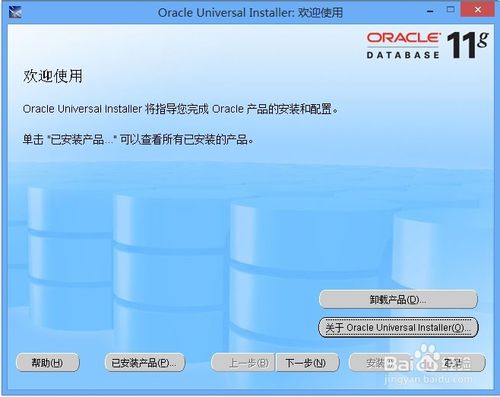 Oracle Universal Installer: 欢迎使用
ORACLE
DATABASE 11g
欢迎使用
Oracle Universal Installer 将指导您完成 Oracle 产品的安装和配置。
单击 "已安装产品..." 可以查看所有已安装的产品。
卸载产品(D)...
关于 Oracle Universal Installer(O)...
帮助(H) 已安装产品(P)... 上一步(B) 下一步(N) 安装
Baidu 经验
jingyan.baidu.com